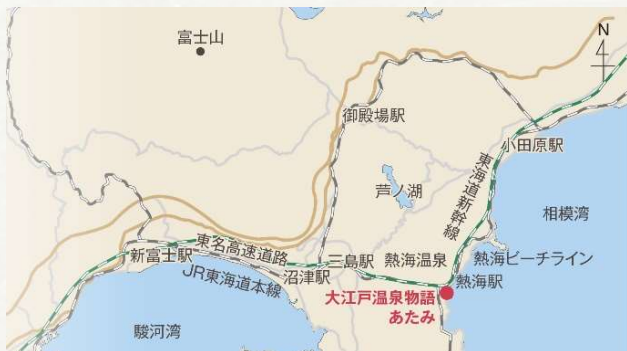 富士山
N
御殿場駅
小田原駅
東海道新幹線
芦ノ湖
相模湾
東名高速道路
新富士駅
三島駅
熱海温泉
熱海ビーチライン
沼津駅
JR東海道本線
熱海駅
大江戸温泉物語
あたみ
駿河湾